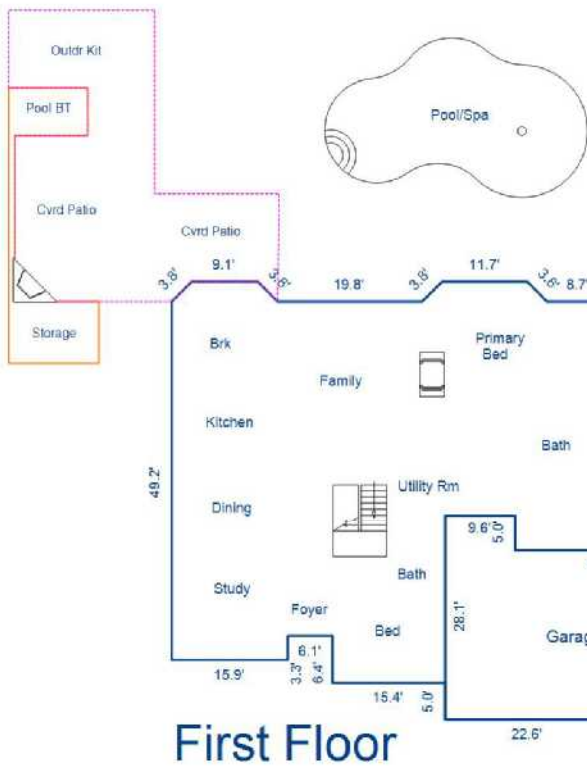 Outdr Kit
Pool BT
Pool/Spa
Cvrd Patio
Cvrd Patio
3.8'
9.1'
3.8'
19.8'
3.8'
11.7'
3.6'
8.7'
Storage
Brk
Primary
Bed
Family
Kitchen
Bath
49.2'
Utility Rm
Dining
9.6'
5.0'
Bath
Study
28.1'
Foyer
Bed
Garag
6.1'
3.3'
6.4'
15.9'
15.4'
5.0'
22.6'
First Floor